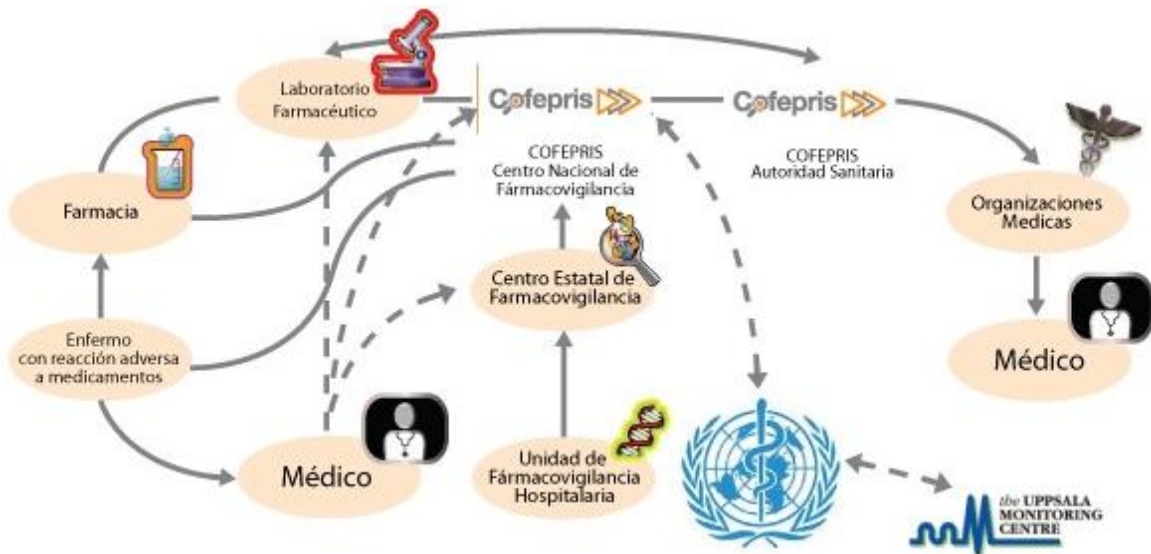 Laboratorio
Farmacéutico
Cofepris
Cofepris
COFEPRIS
Centro Nacional de
Fármacovigilancia
COFEPRIS
Autoridad Sanitaria
Farmacia
Organizaciones
Medicas
Centro Estatal de
Farmacovigilancia
Enfermo
con reacción adversa
a medicamentos
Médico
Médico
Unidad de
Fármacovigilancia
Hospitalaria
the UPPSALA
MONITORING
CENTRE